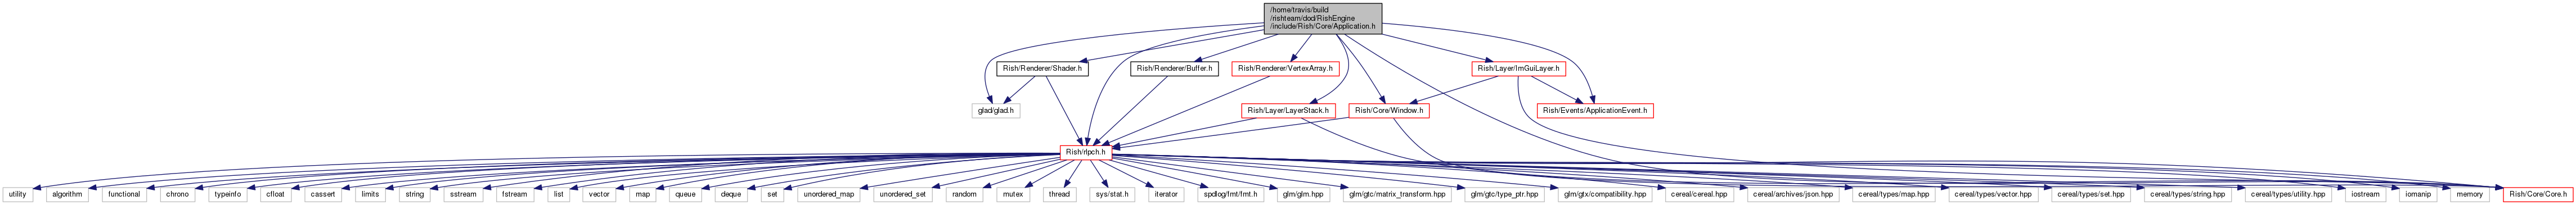 /home/travis/build
/rishteam/dod/RishEngine
/include/Rish/Core/Application.h
Rish/Renderer/Shader.h
Rish/Renderer/Buffer.h
Rish/Renderer/VertexArray.h
Rish/Layer/ImGuiLayer.h
glad/glad.h
Rish/Layer/LayerStack.h
Rish/Core/Window.h
Rish/Events/ApplicationEvent.h
Rish/rlpch.h
utility
algorithm
functional
chrono
typeinfo
cfloat
cassert
limits
string
sstream
fstream
list
vector
map
queue
deque
set
unordered_map
unordered_set
random
mutex
thread
sys/stat.h
iterator
spdlog/fmt/fmt.h
glm/glm.hpp
glm/gtc/matrix_transform.hpp
glm/gtc/type_ptr.hpp
glm/gtx/compatibility.hpp
cereal/cereal.hpp
cereal/archives/json.hpp
cereal/types/map.hpp
cereal/types/vector.hpp
cereal/types/set.hpp
cereal/types/string.hpp
cereal/types/utility.hpp
iostream
iomanip
memory
Rish/Core/Core.h